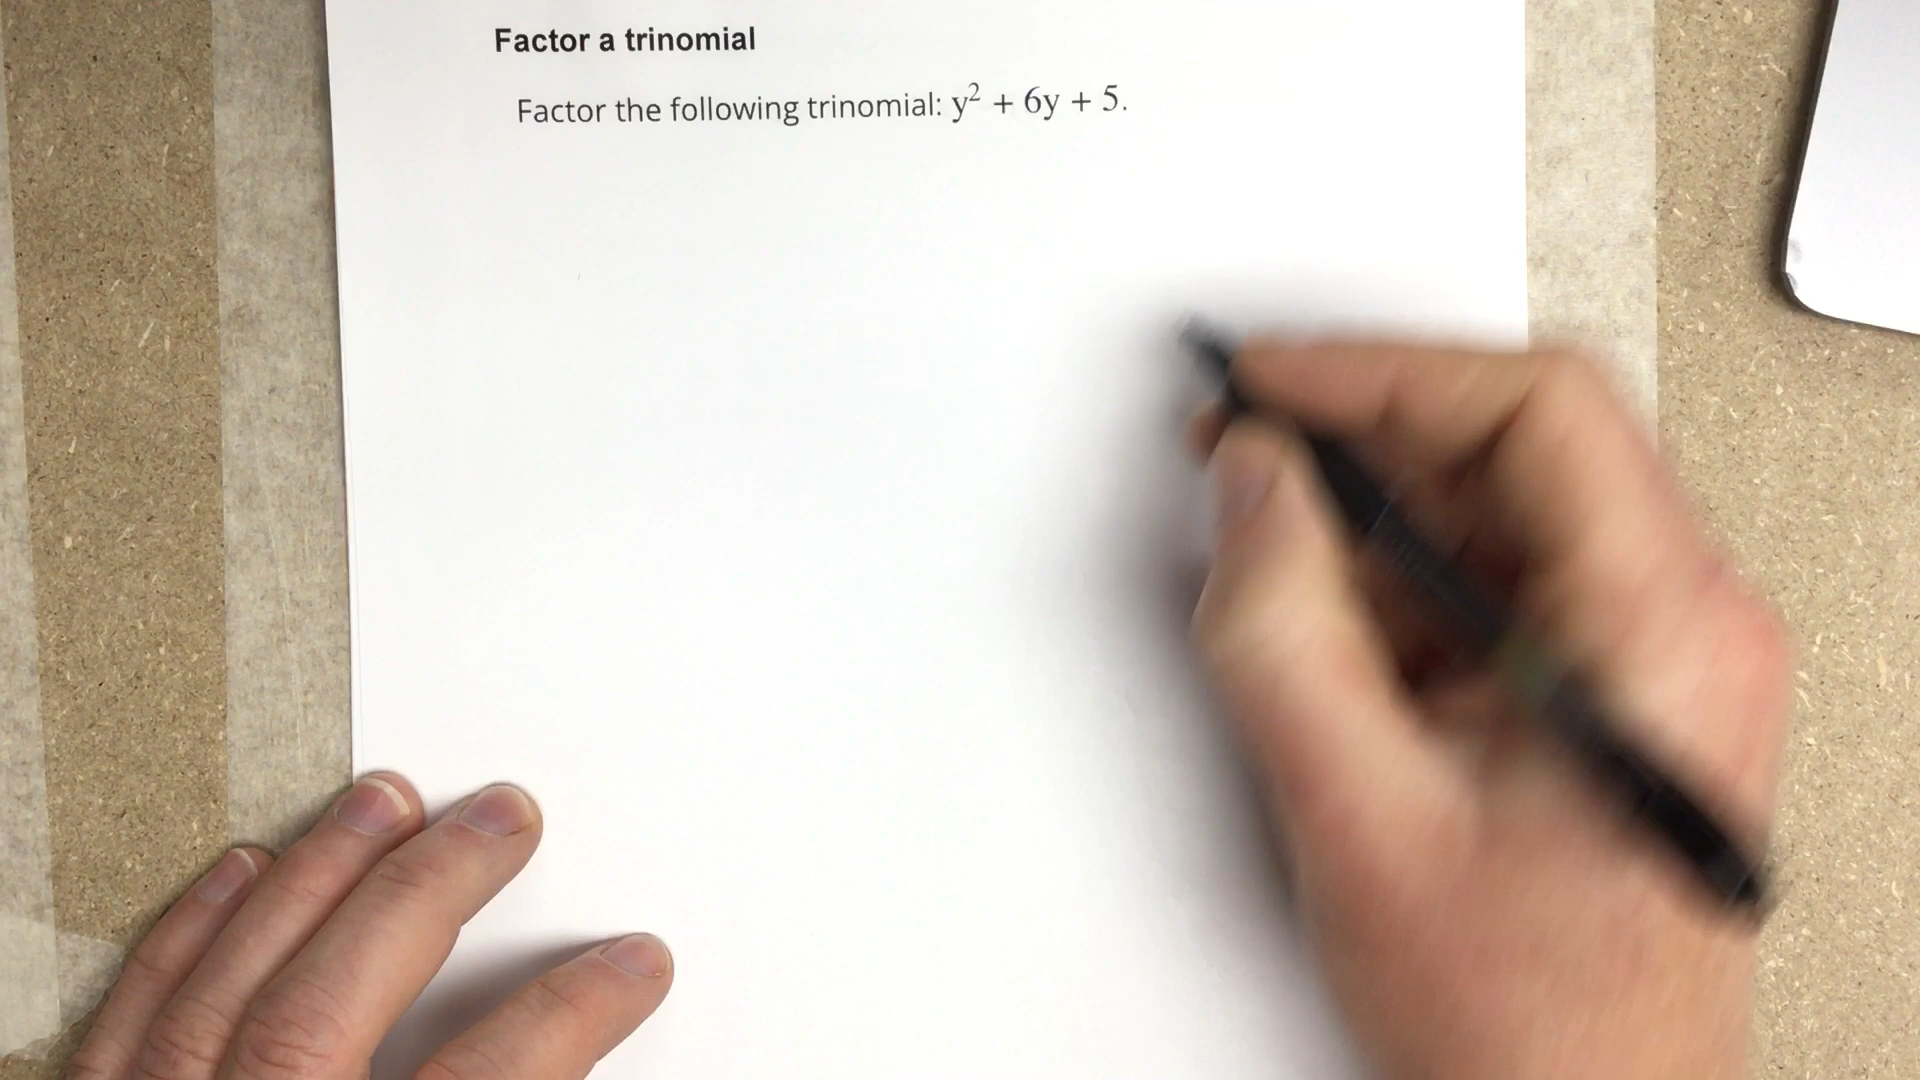 Factor a trinomial
Factor the following trinomial: y² + 6y + 5.